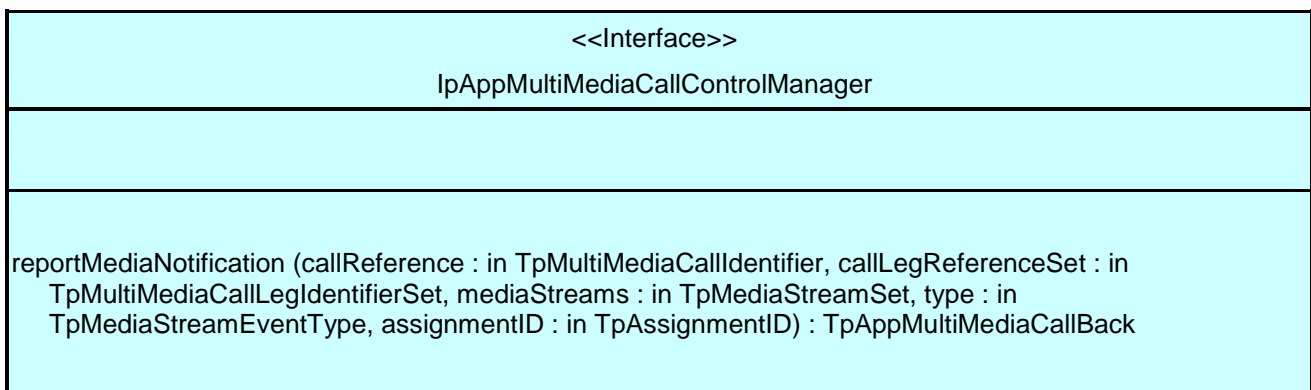 <<Interface>>
IpAppMultiMediaCallControlManager
reportMediaNotification (callReference : in TpMultiMediaCallIdentifier, callLegReferenceSet : in
TpMultiMediaCallLegIdentifierSet, mediaStreams : in TpMediaStreamSet, type : in
TpMediaStreamEventType, assignmentID : in TpAssignmentID) : TpAppMultiMediaCallBack